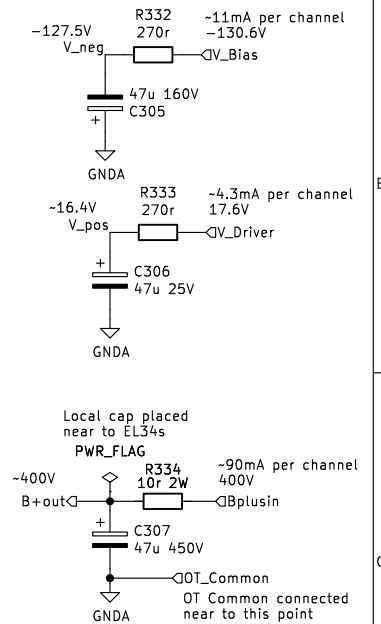 R332
270r
~11mA per channel
-130.6V
V_Bias
-127.5V
V_neg
47u 160V
C305
+
GNDA
R333
270r
~4.3mA per channel
17.6V
V_Driver
~16.4V
V_pos
+
C306
47u 25V
GNDA
Local cap placed
near to EL34s
PWR_FLAG
R334
10r 2W
~90mA per channel
400V
Bplusin
~400V
B+out
+
C307
47u 450V
OT_Common
OT Common connected
near to this point
GNDA